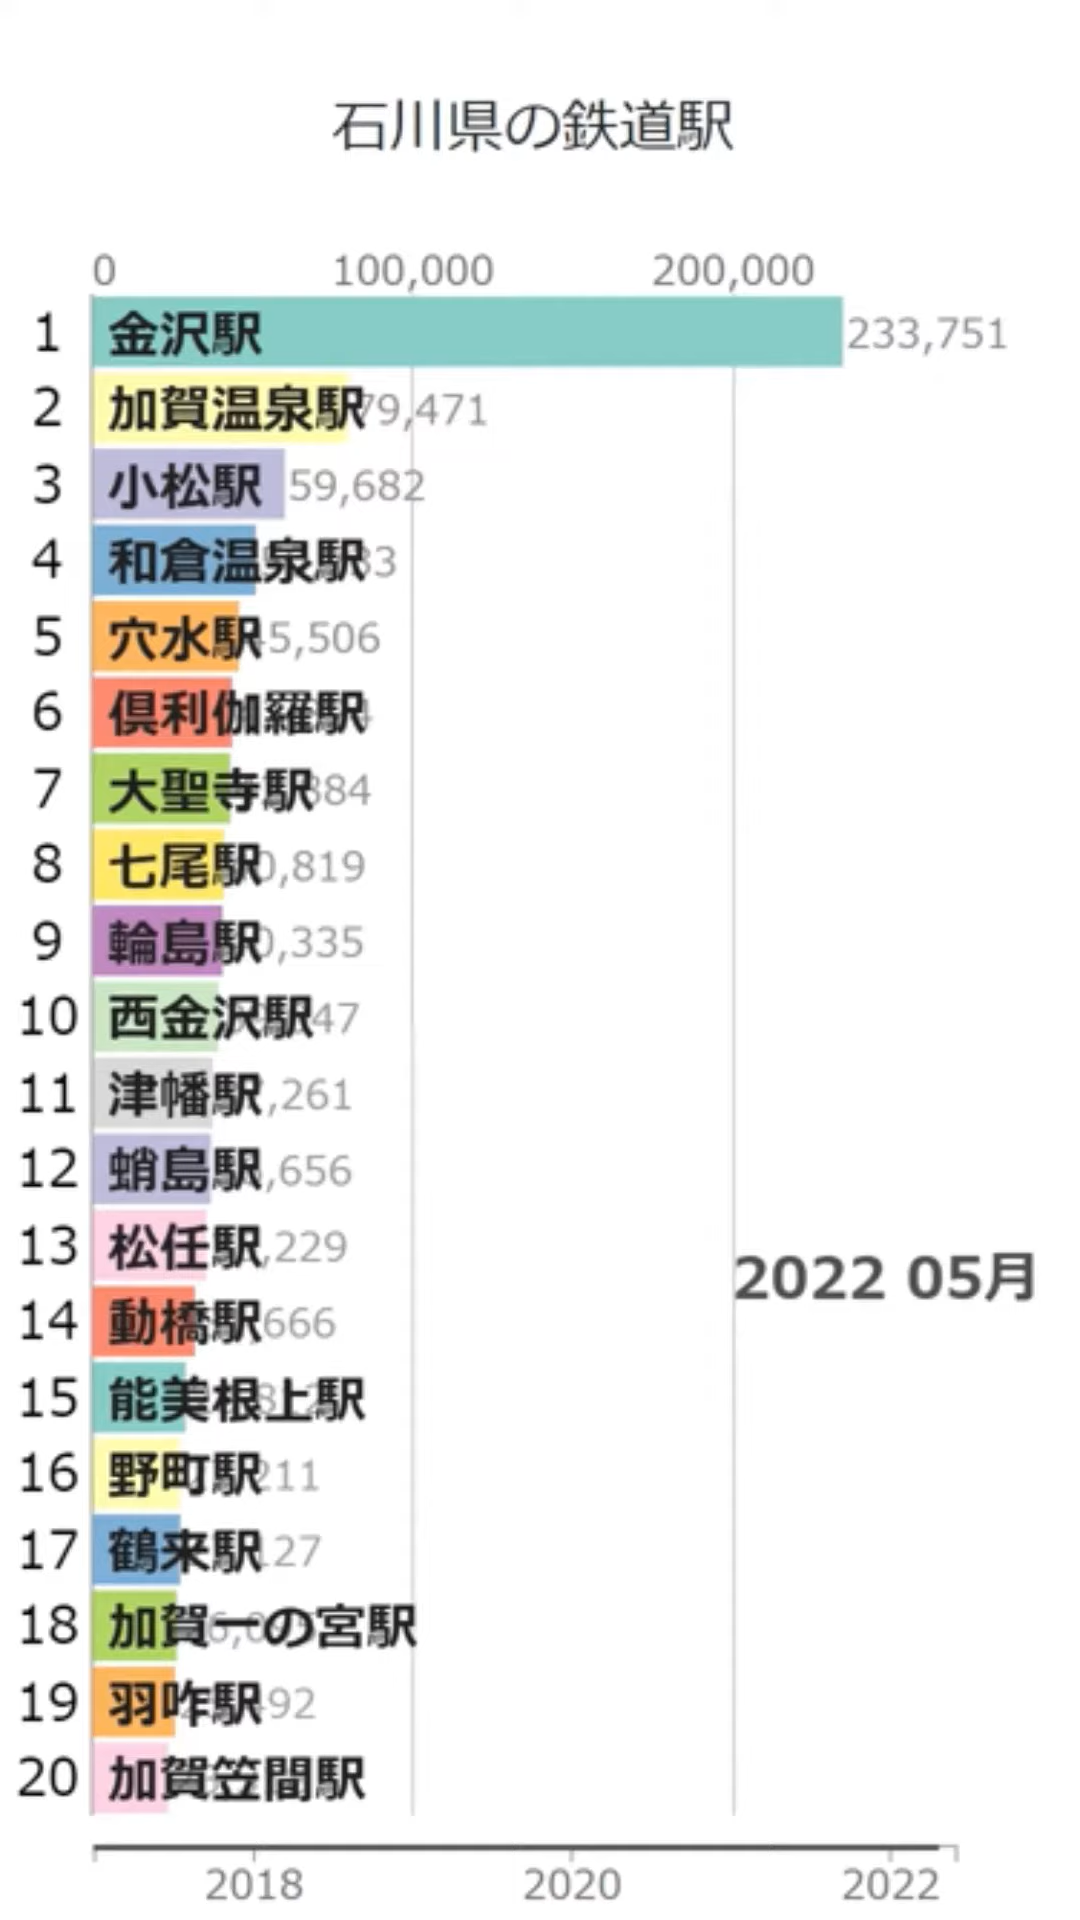 石川県の鉄道駅
0 100,000 200,000
1 金沢駅 233,751
2 加賀温泉駅 79,471
3 小松駅 59,682
4 和倉温泉駅
5 穴水駅 45,506
6 倶利伽羅駅
7 大聖寺駅
8 七尾駅
9 輪島駅
10 西金沢駅
11 津幡駅
12 蛸島駅
13 松任駅
2022 05月
14 動橋駅
15 能美根上駅
16 野町駅
17 鶴来駅
18 加賀一の宮駅
19 羽咋駅
20 加賀笠間駅
2018 2020 2022